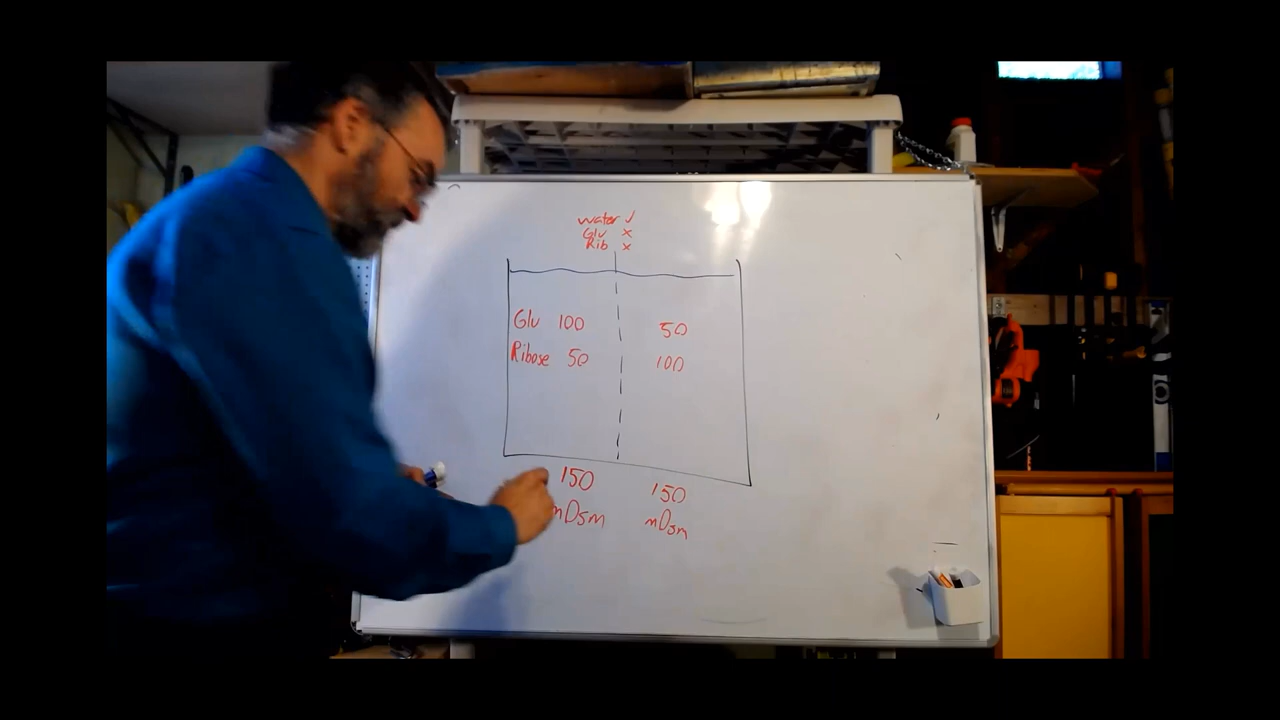 water ✓
Glu ×
Rib ×
Glu 100 50
Ribose 50 100
150 150
mOsm mOsm